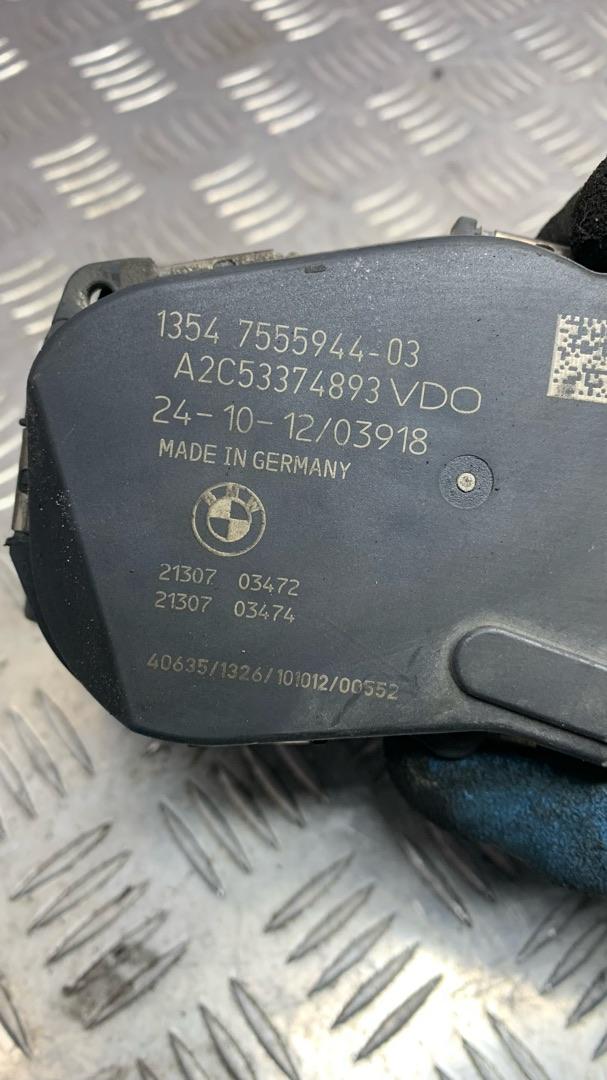 1354 7555944-03
A2C53374893 VDO
24-10-12/03918
MADE IN GERMANY
BMW
21307 03472
21307 03474
40635/1326/101012/00552